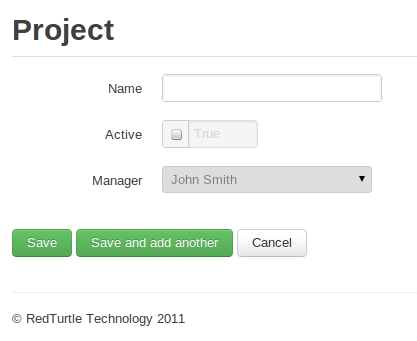 Project
Name
Active True
Manager John Smith
Save Save and add another Cancel
© RedTurtle Technology 2011